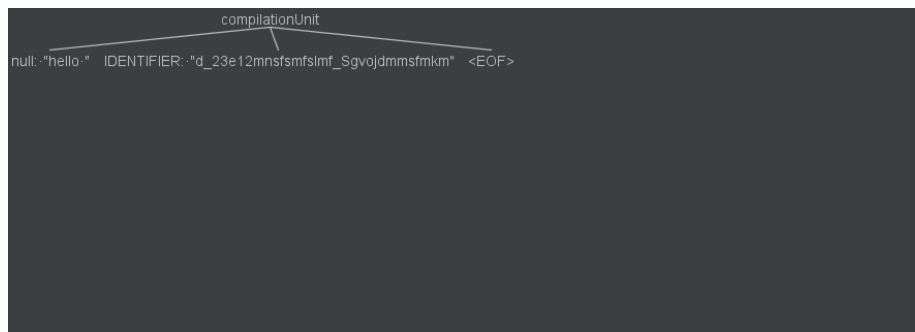 compilationUnit
null:·"hello·" IDENTIFIER:·"d_23e12mnsfsmfslmf_Sgvojdmmsfmkm" <EOF>